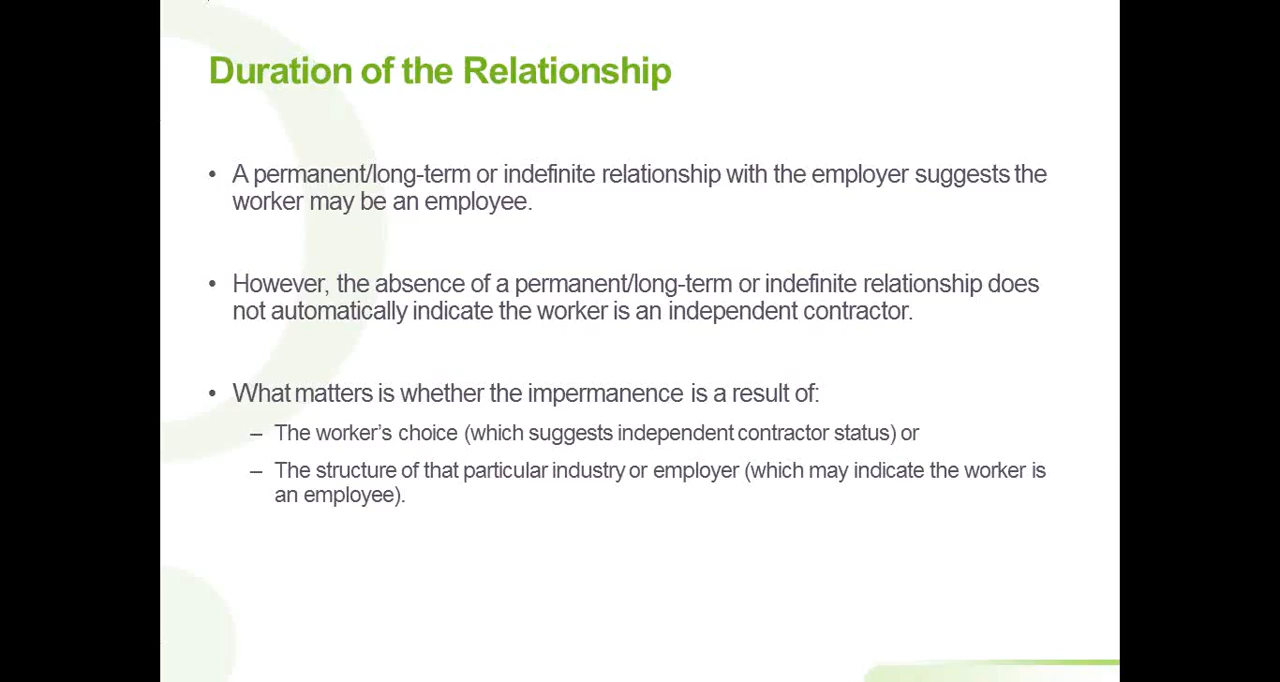 Duration of the Relationship
• A permanent/long-term or indefinite relationship with the employer suggests the
worker may be an employee.
• However, the absence of a permanent/long-term or indefinite relationship does
not automatically indicate the worker is an independent contractor.
• What matters is whether the impermanence is a result of:
– The worker’s choice (which suggests independent contractor status) or
– The structure of that particular industry or employer (which may indicate the worker is
an employee).